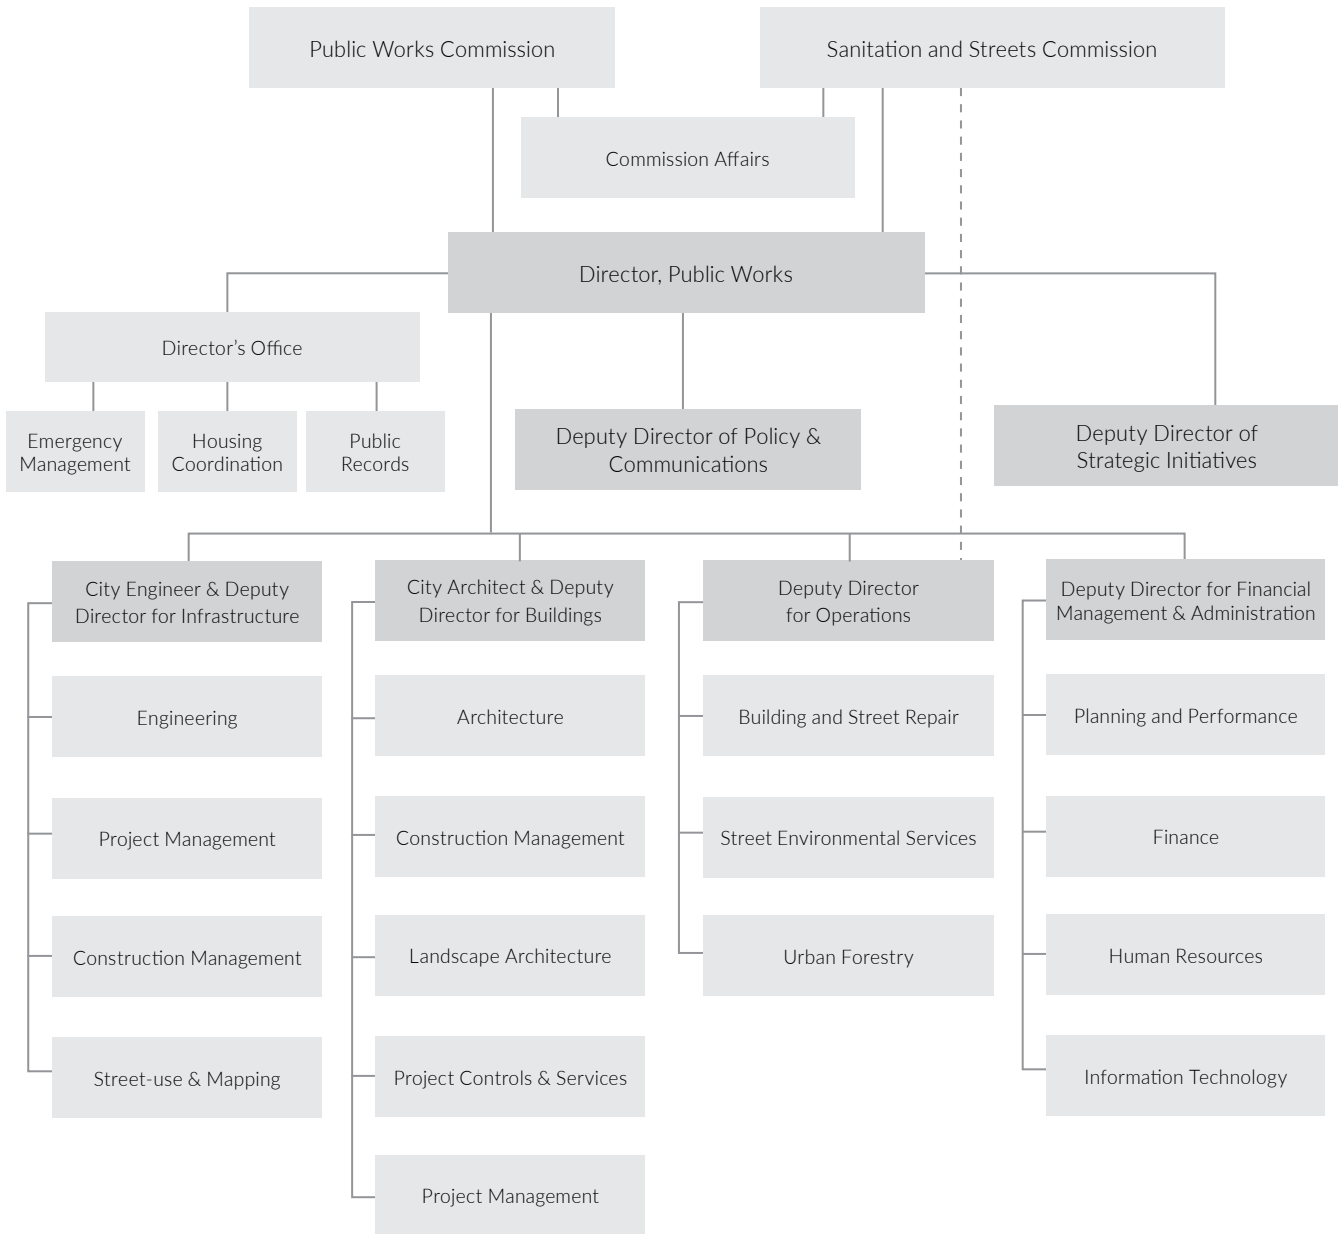 Public Works Commission
Sanitation and Streets Commission
Commission Affairs
Director, Public Works
Director's Office
Emergency
Management
Housing
Coordination
Public
Records
Deputy Director of Policy &
Communications
Deputy Director of
Strategic Initiatives
City Engineer & Deputy
Director for Infrastructure
Engineering
Project Management
Construction Management
Street-use & Mapping
City Architect & Deputy
Director for Buildings
Architecture
Construction Management
Landscape Architecture
Project Controls & Services
Project Management
Deputy Director
for Operations
Building and Street Repair
Street Environmental Services
Urban Forestry
Deputy Director for Financial
Management & Administration
Planning and Performance
Finance
Human Resources
Information Technology